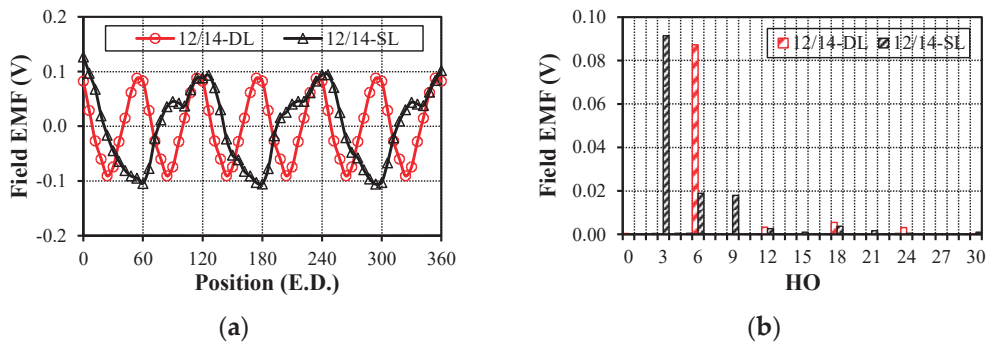 Field EMF (V)
0.2
0.1
0.0
-0.1
-0.2
12/14-DL
12/14-SL
0 60 120 180 240 300 360
Position (E.D.)
(a)
Field EMF (V)
0.10
0.08
0.06
0.04
0.02
0.00
12/14-DL
12/14-SL
0 3 6 9 12 15 18 21 24 27 30
HO
(b)